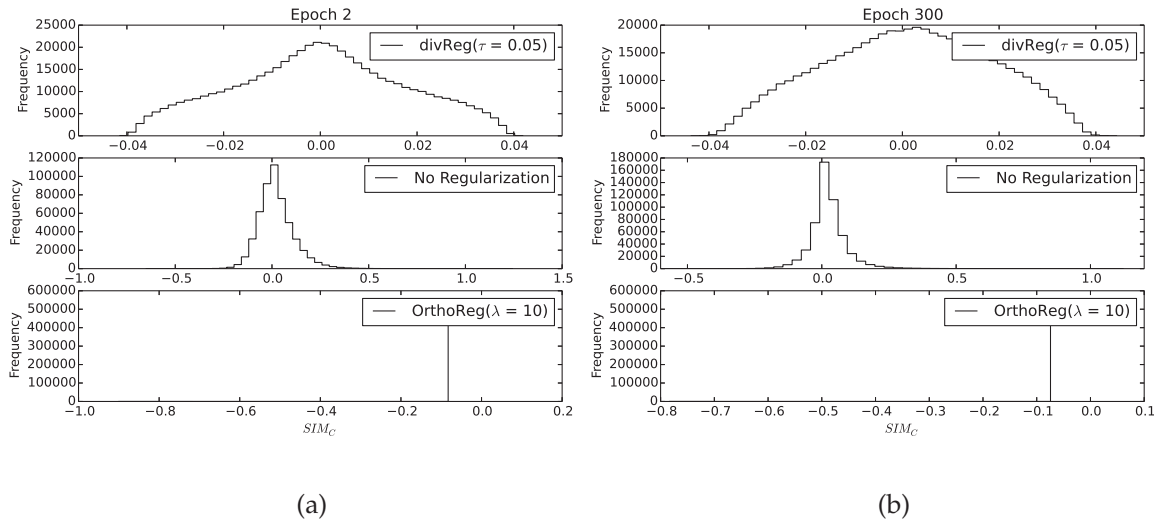 Epoch 2
Frequency
25000
20000
15000
10000
5000
0
divReg(τ = 0.05)
−0.04 −0.02 0.00 0.02 0.04
Frequency
120000
100000
80000
60000
40000
20000
0
No Regularization
−1.0 −0.5 0.0 0.5 1.0 1.5
Frequency
600000
500000
400000
300000
200000
100000
0
OrthoReg(λ = 10)
−1.0 −0.8 −0.6 −0.4 −0.2 0.0 0.2
SIM_C
(a)
Epoch 300
Frequency
20000
15000
10000
5000
0
divReg(τ = 0.05)
−0.04 −0.02 0.00 0.02 0.04
Frequency
180000
160000
140000
120000
100000
80000
60000
40000
20000
0
No Regularization
−0.5 0.0 0.5 1.0
Frequency
600000
500000
400000
300000
200000
100000
0
OrthoReg(λ = 10)
−0.8 −0.7 −0.6 −0.5 −0.4 −0.3 −0.2 −0.1 0.0 0.1
SIM_C
(b)